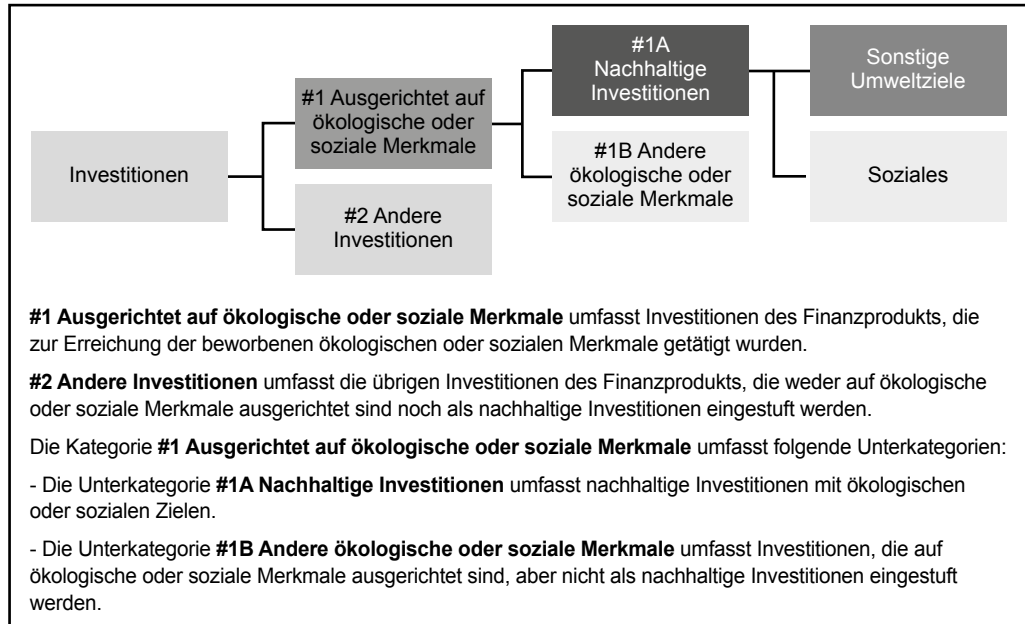 #1A
Nachhaltige
Investitionen
Sonstige
Umweltziele
#1 Ausgerichtet auf
ökologische oder
soziale Merkmale
#1B Andere
ökologische oder
soziale Merkmale
Soziales
Investitionen
#2 Andere
Investitionen
#1 Ausgerichtet auf ökologische oder soziale Merkmale umfasst Investitionen des Finanzprodukts, die
zur Erreichung der beworbenen ökologischen oder sozialen Merkmale getätigt wurden.
#2 Andere Investitionen umfasst die übrigen Investitionen des Finanzprodukts, die weder auf ökologische
oder soziale Merkmale ausgerichtet sind noch als nachhaltige Investitionen eingestuft werden.
Die Kategorie #1 Ausgerichtet auf ökologische oder soziale Merkmale umfasst folgende Unterkategorien:
- Die Unterkategorie #1A Nachhaltige Investitionen umfasst nachhaltige Investitionen mit ökologischen
oder sozialen Zielen.
- Die Unterkategorie #1B Andere ökologische oder soziale Merkmale umfasst Investitionen, die auf
ökologische oder soziale Merkmale ausgerichtet sind, aber nicht als nachhaltige Investitionen eingestuft
werden.